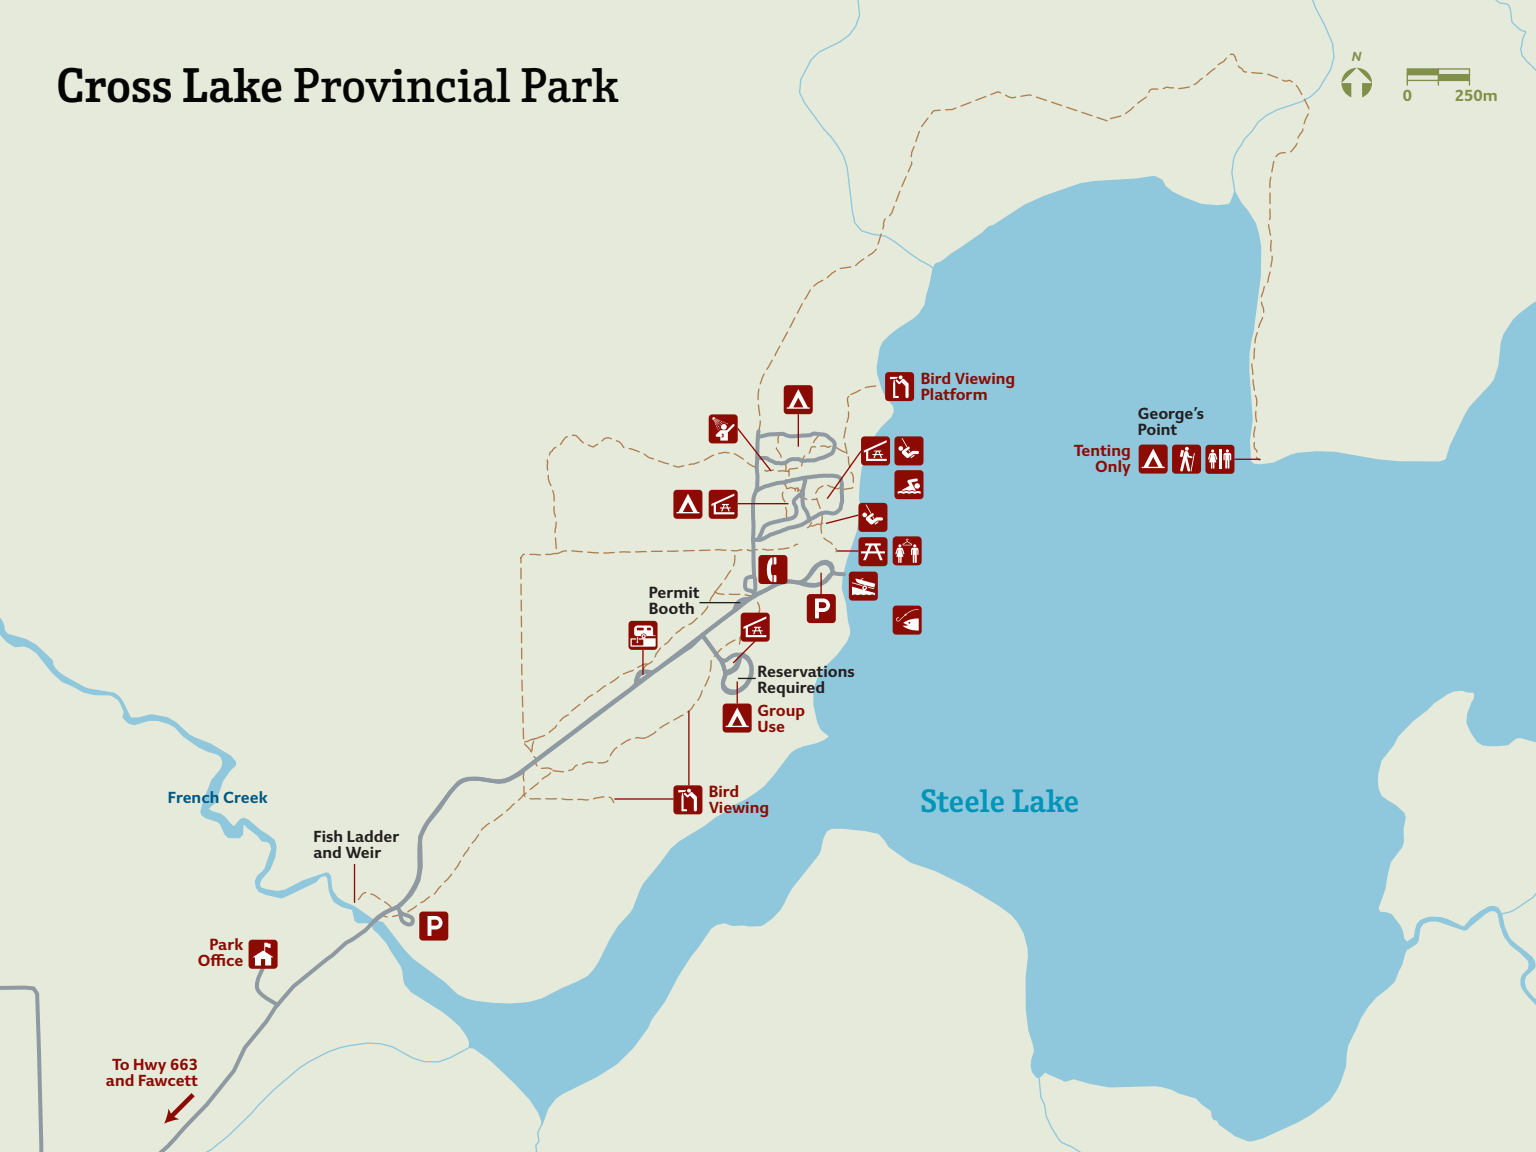 Cross Lake Provincial Park
N
0 250m
Bird Viewing
Platform
George's
Point
Tenting
Only
Permit
Booth
P
Reservations
Required
Group
Use
Bird
Viewing
French Creek
Steele Lake
Fish Ladder
and Weir
P
Park
Office
To Hwy 663
and Fawcett